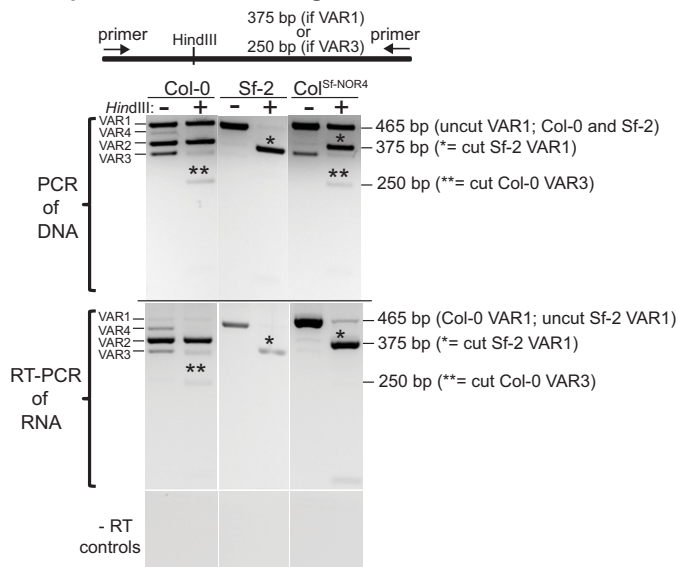 375 bp (if VAR1)
or
250 bp (if VAR3)
primer
HindIII
primer
Col-0
Sf-2
Col^Sf-NOR4
HindIII: - + - + - +
VAR1
VAR4
VAR2
VAR3
*
*
**
**
465 bp (uncut VAR1; Col-0 and Sf-2)
375 bp (*= cut Sf-2 VAR1)
250 bp (**= cut Col-0 VAR3)
PCR
of
DNA
VAR1
VAR4
VAR2
VAR3
*
*
**
465 bp (Col-0 VAR1; uncut Sf-2 VAR1)
375 bp (*= cut Sf-2 VAR1)
250 bp (**= cut Col-0 VAR3)
RT-PCR
of
RNA
- RT
controls